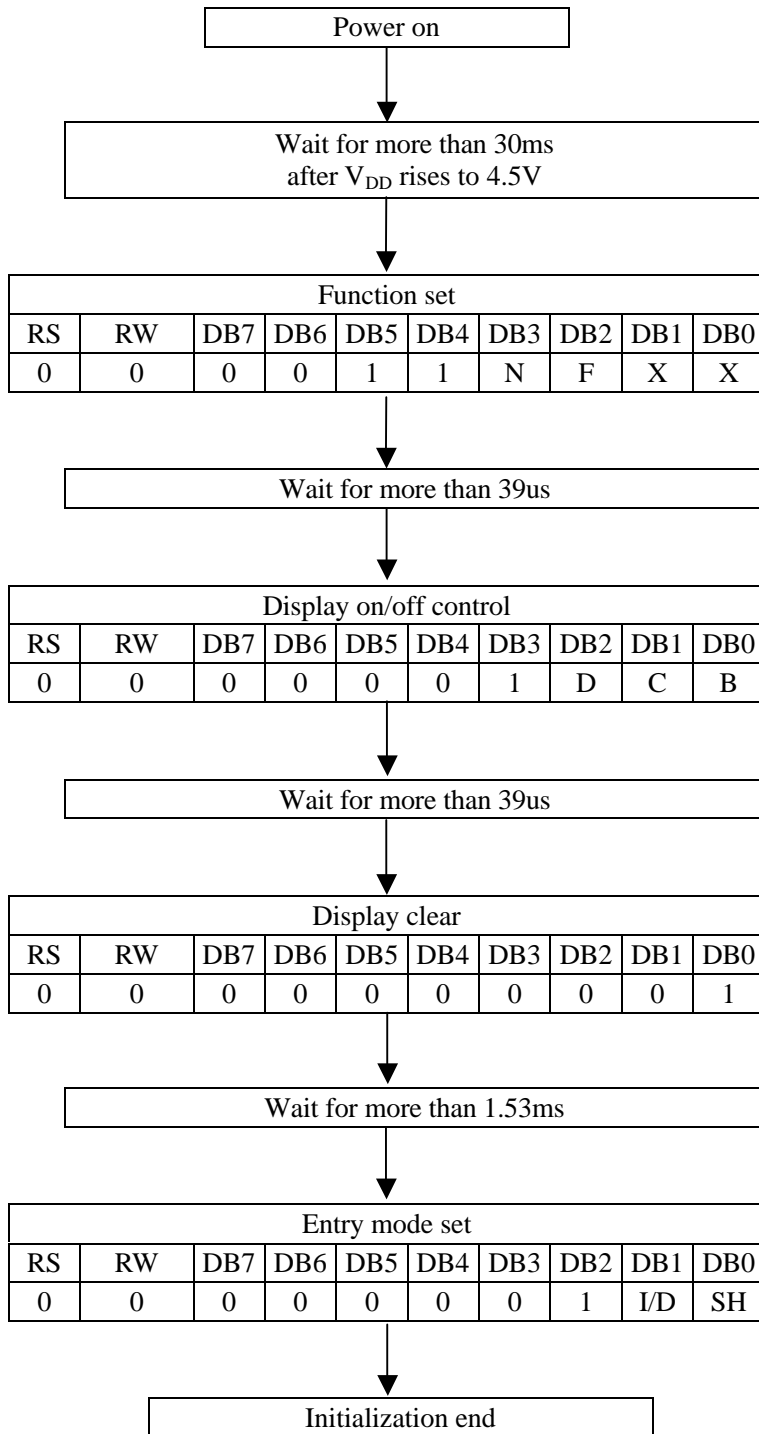 Power on
Wait for more than 30ms
after VDD rises to 4.5V
Function set
RS RW DB7 DB6 DB5 DB4 DB3 DB2 DB1 DB0
0 0 0 0 1 1 N F X X
Wait for more than 39us
Display on/off control
RS RW DB7 DB6 DB5 DB4 DB3 DB2 DB1 DB0
0 0 0 0 0 0 1 D C B
Wait for more than 39us
Display clear
RS RW DB7 DB6 DB5 DB4 DB3 DB2 DB1 DB0
0 0 0 0 0 0 0 0 0 1
Wait for more than 1.53ms
Entry mode set
RS RW DB7 DB6 DB5 DB4 DB3 DB2 DB1 DB0
0 0 0 0 0 0 0 1 I/D SH
Initialization end